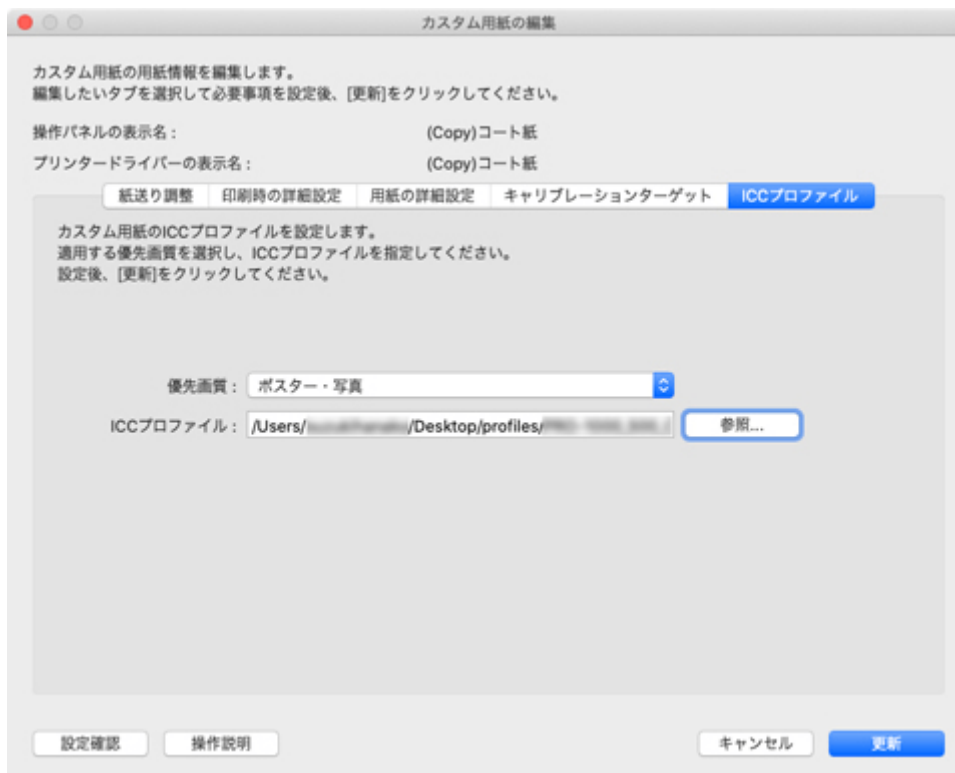 カスタム用紙の編集
カスタム用紙の用紙情報を編集します。
編集したいタブを選択して必要事項を設定後、[更新]をクリックしてください。
操作パネルの表示名： (Copy)コート紙
プリンタードライバーの表示名： (Copy)コート紙
紙送り調整 印刷時の詳細設定 用紙の詳細設定 キャリブレーションターゲット ICCプロファイル
カスタム用紙のICCプロファイルを設定します。
適用する優先画質を選択し、ICCプロファイルを指定してください。
設定後、[更新]をクリックしてください。
優先画質： ポスター・写真
ICCプロファイル： /Users/ /Desktop/profiles/ 参照...
設定確認 操作説明 キャンセル 更新